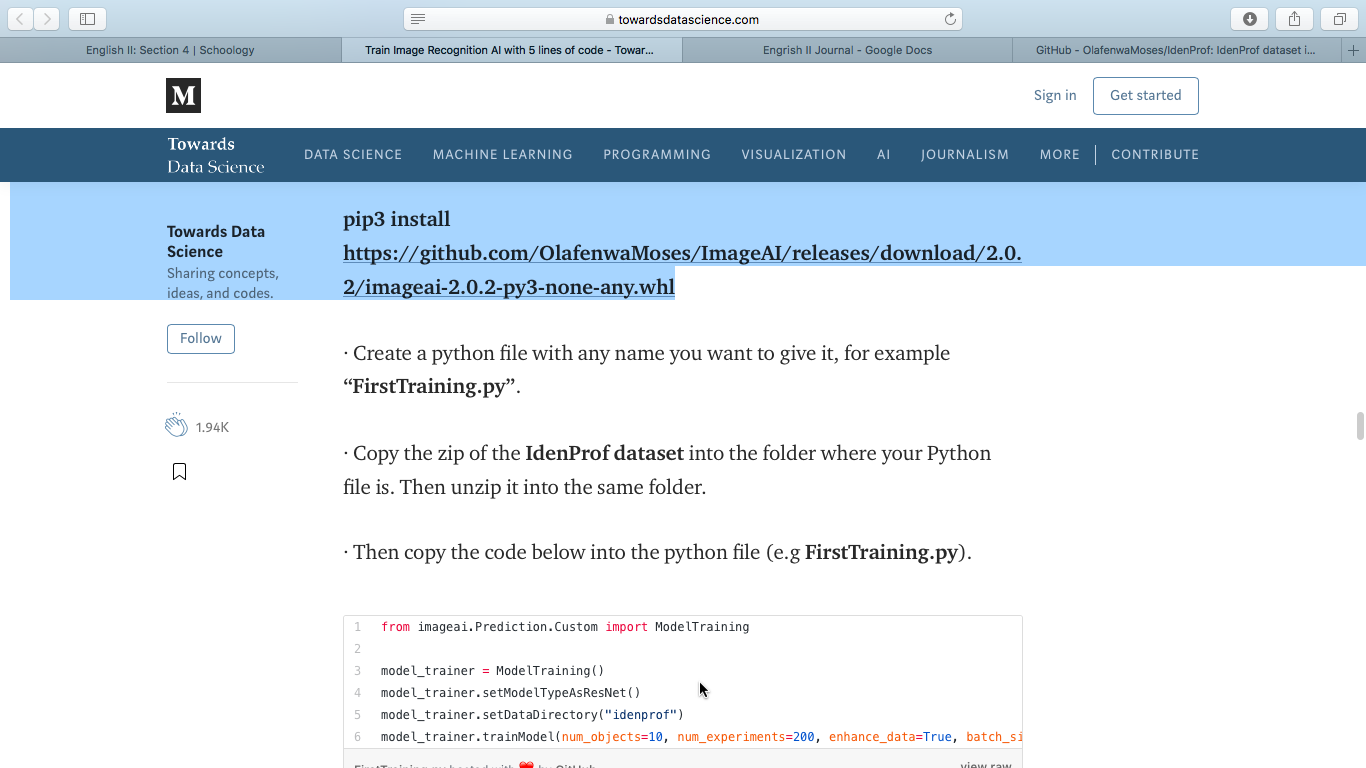 towardsdatascience.com
English II: Section 4 | Schoology
Train Image Recognition AI with 5 lines of code - Towar...
Engrish II Journal - Google Docs
GitHub - OlafenwaMoses/IdenProf: IdenProf dataset i...
M
Sign in
Get started
Towards
Data Science
DATA SCIENCE
MACHINE LEARNING
PROGRAMMING
VISUALIZATION
AI
JOURNALISM
MORE
CONTRIBUTE
Towards Data
Science
Sharing concepts,
ideas, and codes.
Follow
1.94K
pip3 install
https://github.com/OlafenwaMoses/ImageAI/releases/download/2.0.
2/imageai-2.0.2-py3-none-any.whl
· Create a python file with any name you want to give it, for example
“FirstTraining.py”.
· Copy the zip of the IdenProf dataset into the folder where your Python
file is. Then unzip it into the same folder.
· Then copy the code below into the python file (e.g FirstTraining.py).
1 from imageai.Prediction.Custom import ModelTraining
2
3 model_trainer = ModelTraining()
4 model_trainer.setModelTypeAsResNet()
5 model_trainer.setDataDirectory("idenprof")
6 model_trainer.trainModel(num_objects=10, num_experiments=200, enhance_data=True, batch_si
FirstTraining.py hosted with ❤ by GitHub
view raw